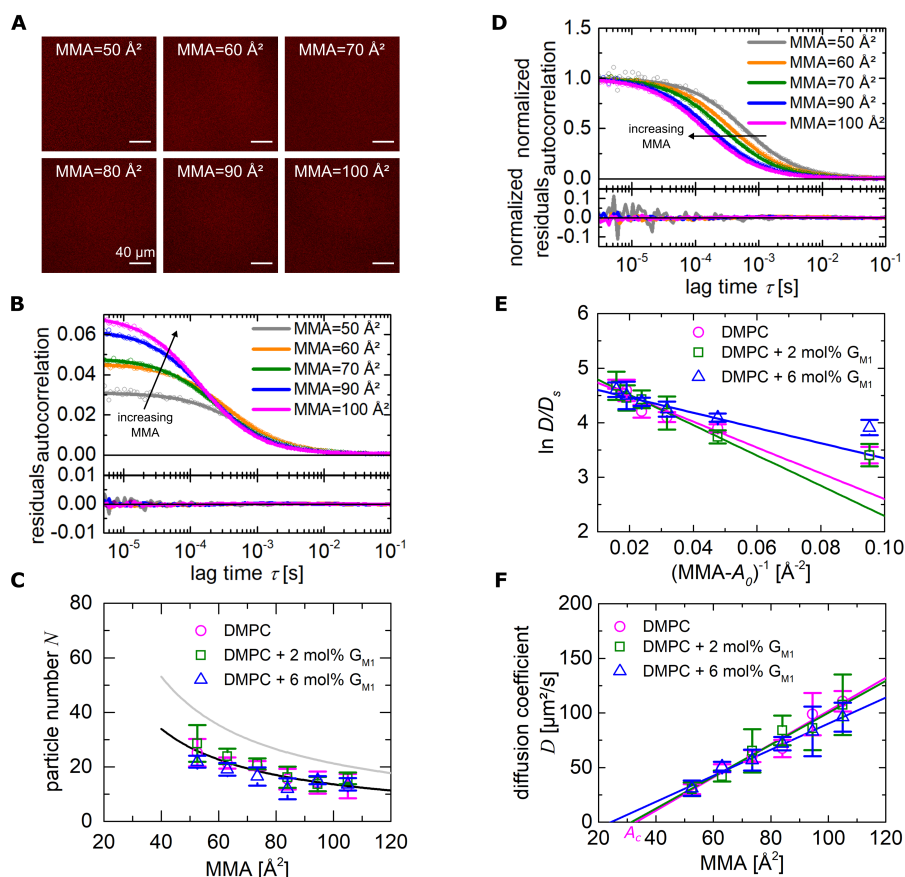 A
MMA=50 Å²
MMA=60 Å²
MMA=70 Å²
MMA=80 Å²
MMA=90 Å²
MMA=100 Å²
40 µm
B
autocorrelation
residuals
0.06
0.04
0.02
0.00
0.01
0.00
-0.01
MMA=50 Å²
MMA=60 Å²
MMA=70 Å²
MMA=90 Å²
MMA=100 Å²
increasing
MMA
10⁻⁵ 10⁻⁴ 10⁻³ 10⁻² 10⁻¹
lag time τ [s]
C
particle number N
80
60
40
20
0
DMPC
DMPC + 2 mol% G_M1
DMPC + 6 mol% G_M1
0 20 40 60 80 100 120
MMA [Å²]
D
normalized
autocorrelation
normalized
residuals
1.5
1.0
0.5
0.0
0.1
0.0
-0.1
MMA=50 Å²
MMA=60 Å²
MMA=70 Å²
MMA=90 Å²
MMA=100 Å²
increasing
MMA
10⁻⁵ 10⁻⁴ 10⁻³ 10⁻² 10⁻¹
lag time τ [s]
E
ln D/D_s
6
5
4
3
2
DMPC
DMPC + 2 mol% G_M1
DMPC + 6 mol% G_M1
0.02 0.04 0.06 0.08 0.10
(MMA-A₀)⁻¹ [Å⁻²]
F
diffusion coefficient
D [µm²/s]
200
150
100
50
0
DMPC
DMPC + 2 mol% G_M1
DMPC + 6 mol% G_M1
A_c
20 40 60 80 100 120
MMA [Å²]